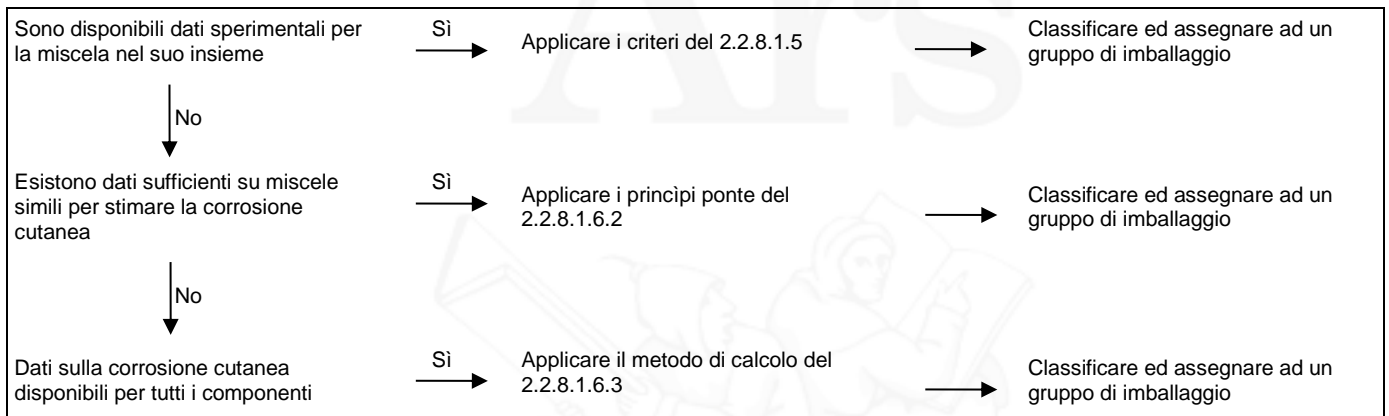 Sono disponibili dati sperimentali per
la miscela nel suo insieme
Sì
Applicare i criteri del 2.2.8.1.5
Classificare ed assegnare ad un
gruppo di imballaggio
No
Esistono dati sufficienti su miscele
simili per stimare la corrosione
cutanea
Sì
Applicare i princìpi ponte del
2.2.8.1.6.2
Classificare ed assegnare ad un
gruppo di imballaggio
No
Dati sulla corrosione cutanea
disponibili per tutti i componenti
Sì
Applicare il metodo di calcolo del
2.2.8.1.6.3
Classificare ed assegnare ad un
gruppo di imballaggio
Ars